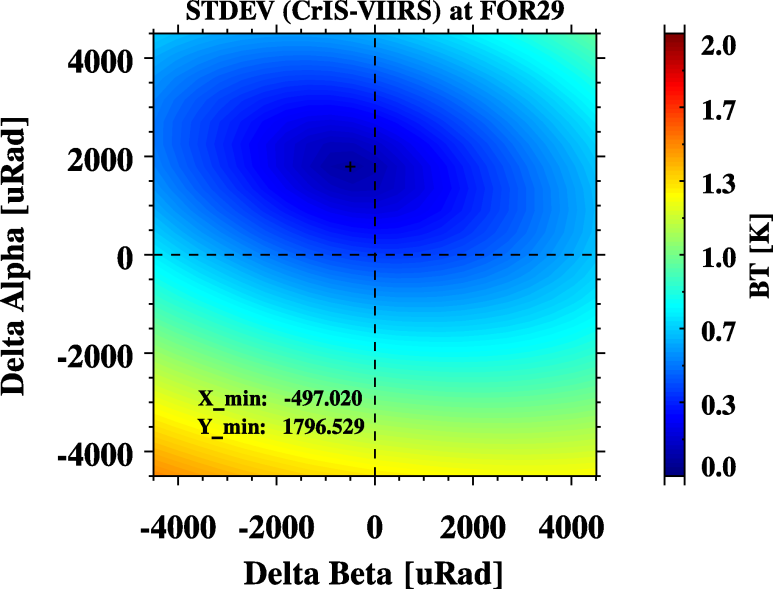 STDEV (CrIS-VIIRS) at FOR29
4000
2000
0
-2000
-4000
Delta Alpha [uRad]
X_min: -497.020
Y_min: 1796.529
-4000 -2000 0 2000 4000
Delta Beta [uRad]
2.0
1.7
1.3
1.0
0.7
0.3
0.0
BT [K]